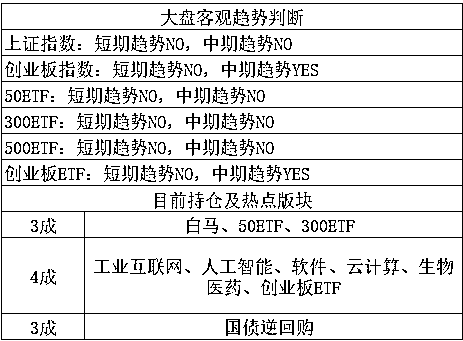 大盘客观趋势判断
上证指数：短期趋势NO，中期趋势NO
创业板指数：短期趋势NO，中期趋势YES
50ETF：短期趋势NO，中期趋势NO
300ETF：短期趋势NO，中期趋势NO
500ETF：短期趋势NO，中期趋势NO
创业板ETF：短期趋势NO，中期趋势YES
目前持仓及热点版块
3成 白马、50ETF、300ETF
4成 工业互联网、人工智能、软件、云计算、生物
医药、创业板ETF
3成 国债逆回购